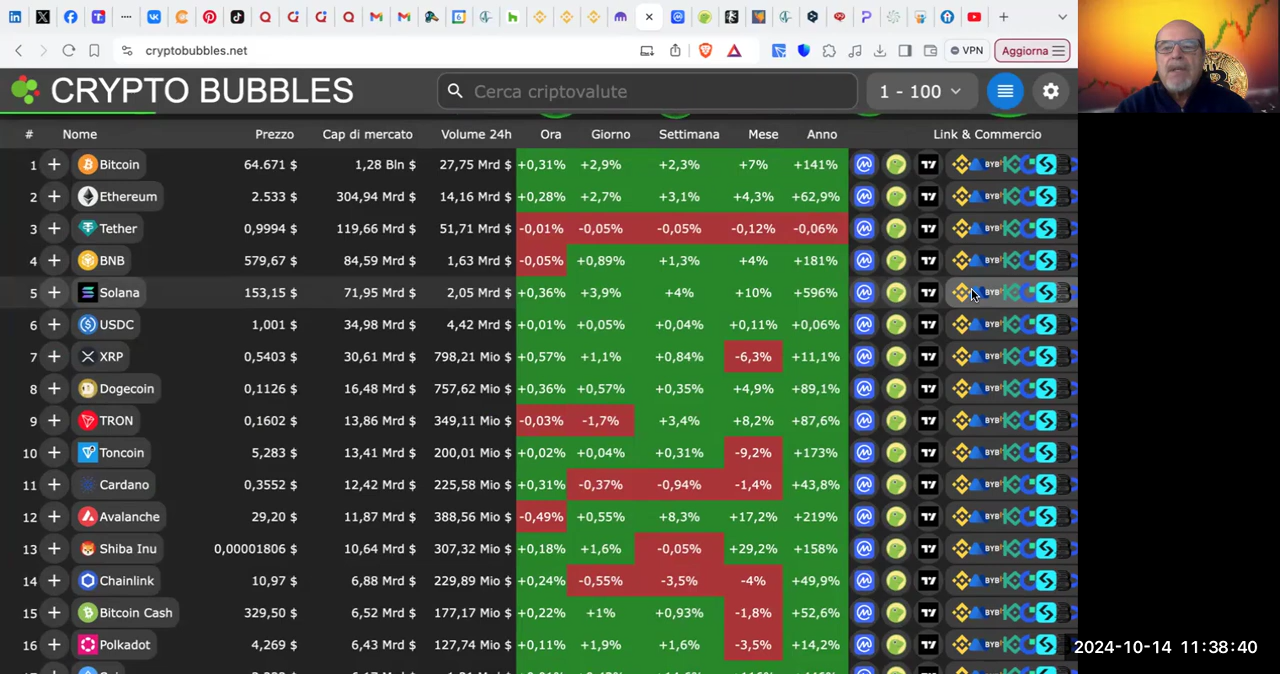 cryptobubbles.net
VPN
Aggiorna
CRYPTO BUBBLES
Cerca criptovalute
1 - 100
# Nome Prezzo Cap di mercato Volume 24h Ora Giorno Settimana Mese Anno Link & Commercio
1 Bitcoin 64.671 $ 1,28 Bln $ 27,75 Mrd $ +0,31% +2,9% +2,3% +7% +141%
2 Ethereum 2.533 $ 304,94 Mrd $ 14,16 Mrd $ +0,28% +2,7% +3,1% +4,3% +62,9%
3 Tether 0,9994 $ 119,66 Mrd $ 51,71 Mrd $ -0,01% -0,05% -0,05% -0,12% -0,06%
4 BNB 579,67 $ 84,59 Mrd $ 1,63 Mrd $ -0,05% +0,89% +1,3% +4% +181%
5 Solana 153,15 $ 71,95 Mrd $ 2,05 Mrd $ +0,36% +3,9% +4% +10% +596%
6 USDC 1,001 $ 34,98 Mrd $ 4,42 Mrd $ +0,01% +0,05% +0,04% +0,11% +0,06%
7 XRP 0,5403 $ 30,61 Mrd $ 798,21 Mio $ +0,57% +1,1% +0,84% -6,3% +11,1%
8 Dogecoin 0,1126 $ 16,48 Mrd $ 757,62 Mio $ +0,36% +0,57% +0,35% +4,9% +89,1%
9 TRON 0,1602 $ 13,86 Mrd $ 349,11 Mio $ -0,03% -1,7% +3,4% +8,2% +87,6%
10 Toncoin 5,283 $ 13,41 Mrd $ 200,01 Mio $ +0,02% +0,04% +0,31% -9,2% +173%
11 Cardano 0,3552 $ 12,42 Mrd $ 225,58 Mio $ +0,31% -0,37% -0,94% -1,4% +43,8%
12 Avalanche 29,20 $ 11,87 Mrd $ 388,56 Mio $ -0,49% +0,55% +8,3% +17,2% +219%
13 Shiba Inu 0,00001806 $ 10,64 Mrd $ 307,32 Mio $ +0,18% +1,6% -0,05% +29,2% +158%
14 Chainlink 10,97 $ 6,88 Mrd $ 229,89 Mio $ +0,24% -0,55% -3,5% -4% +49,9%
15 Bitcoin Cash 329,50 $ 6,52 Mrd $ 177,17 Mio $ +0,22% +1% +0,93% -1,8% +52,6%
16 Polkadot 4,269 $ 6,43 Mrd $ 127,74 Mio $ +0,11% +1,9% +1,6% -3,5% +14,2%
2024-10-14 11:38:40